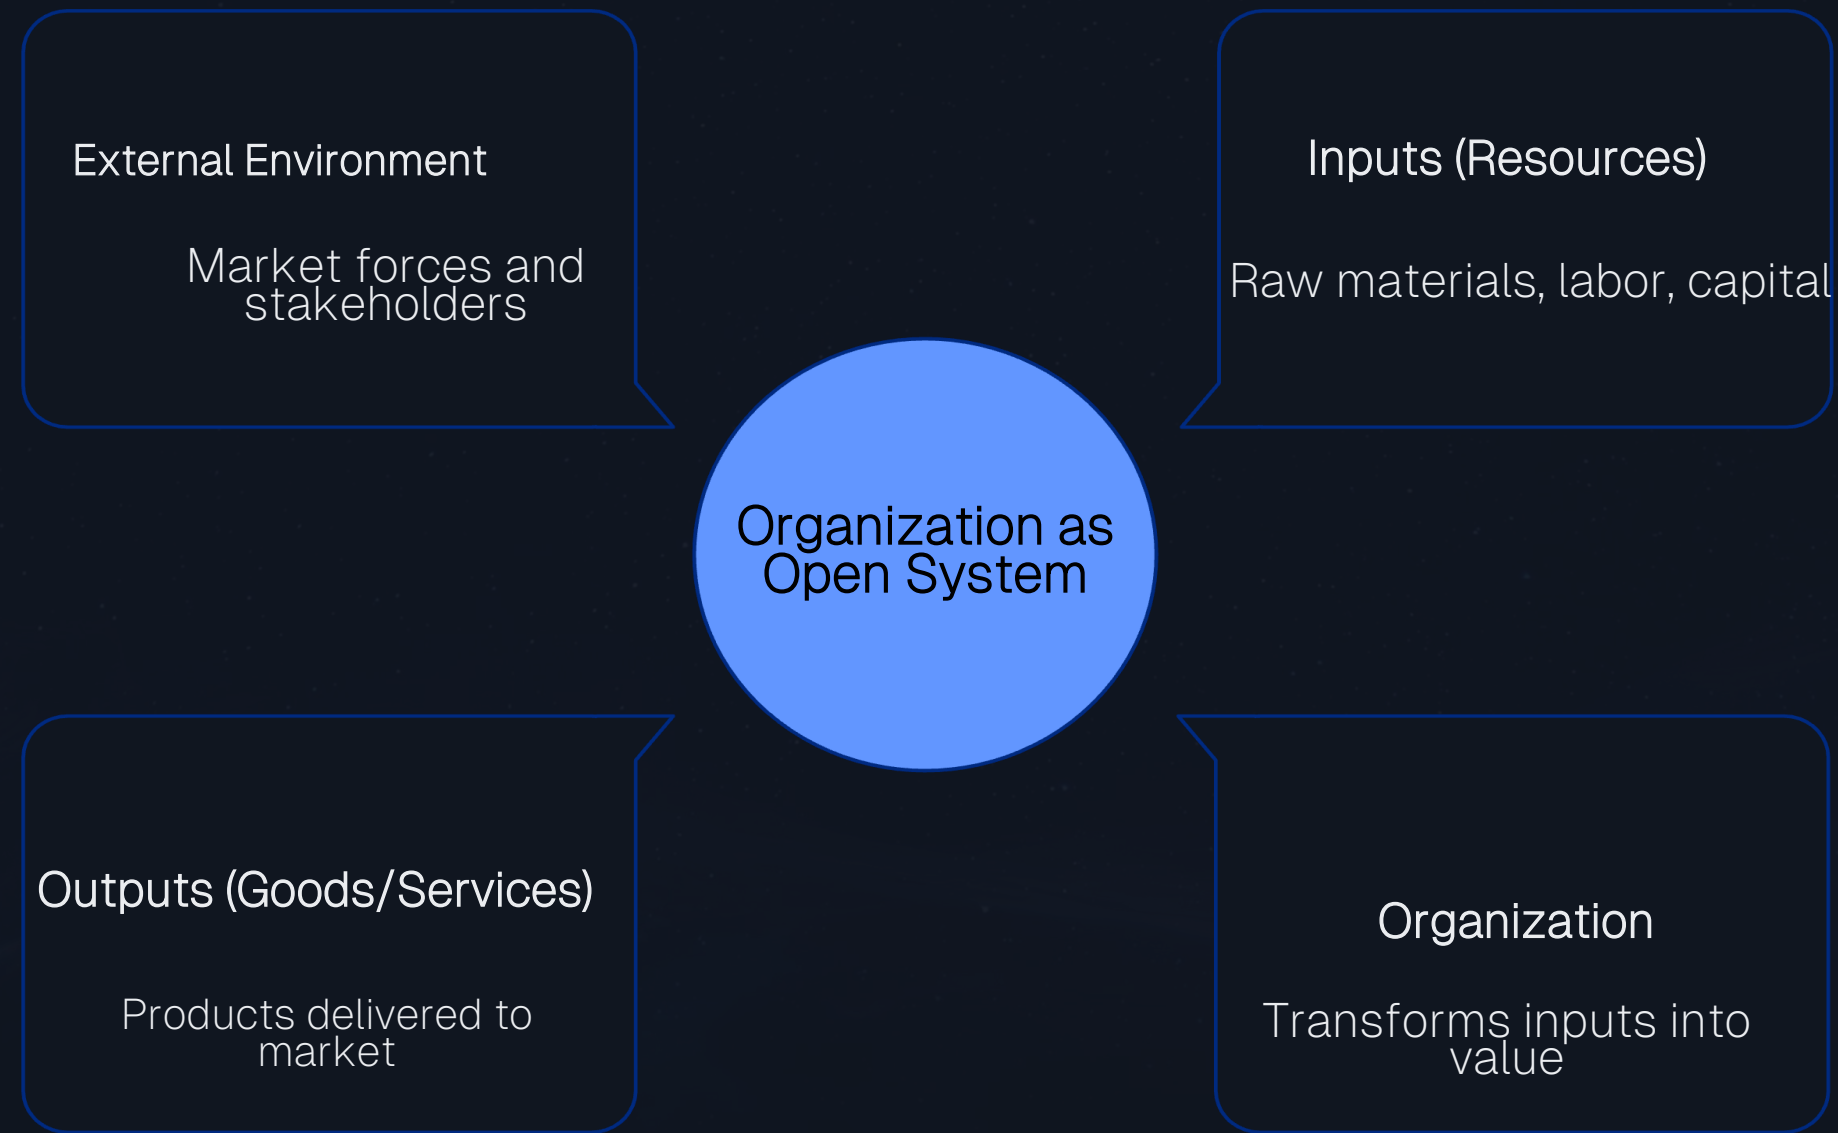 External Environment
Market forces and
stakeholders
Inputs (Resources)
Raw materials, labor, capital
Organization as
Open System
Outputs (Goods/Services)
Products delivered to
market
Organization
Transforms inputs into
value